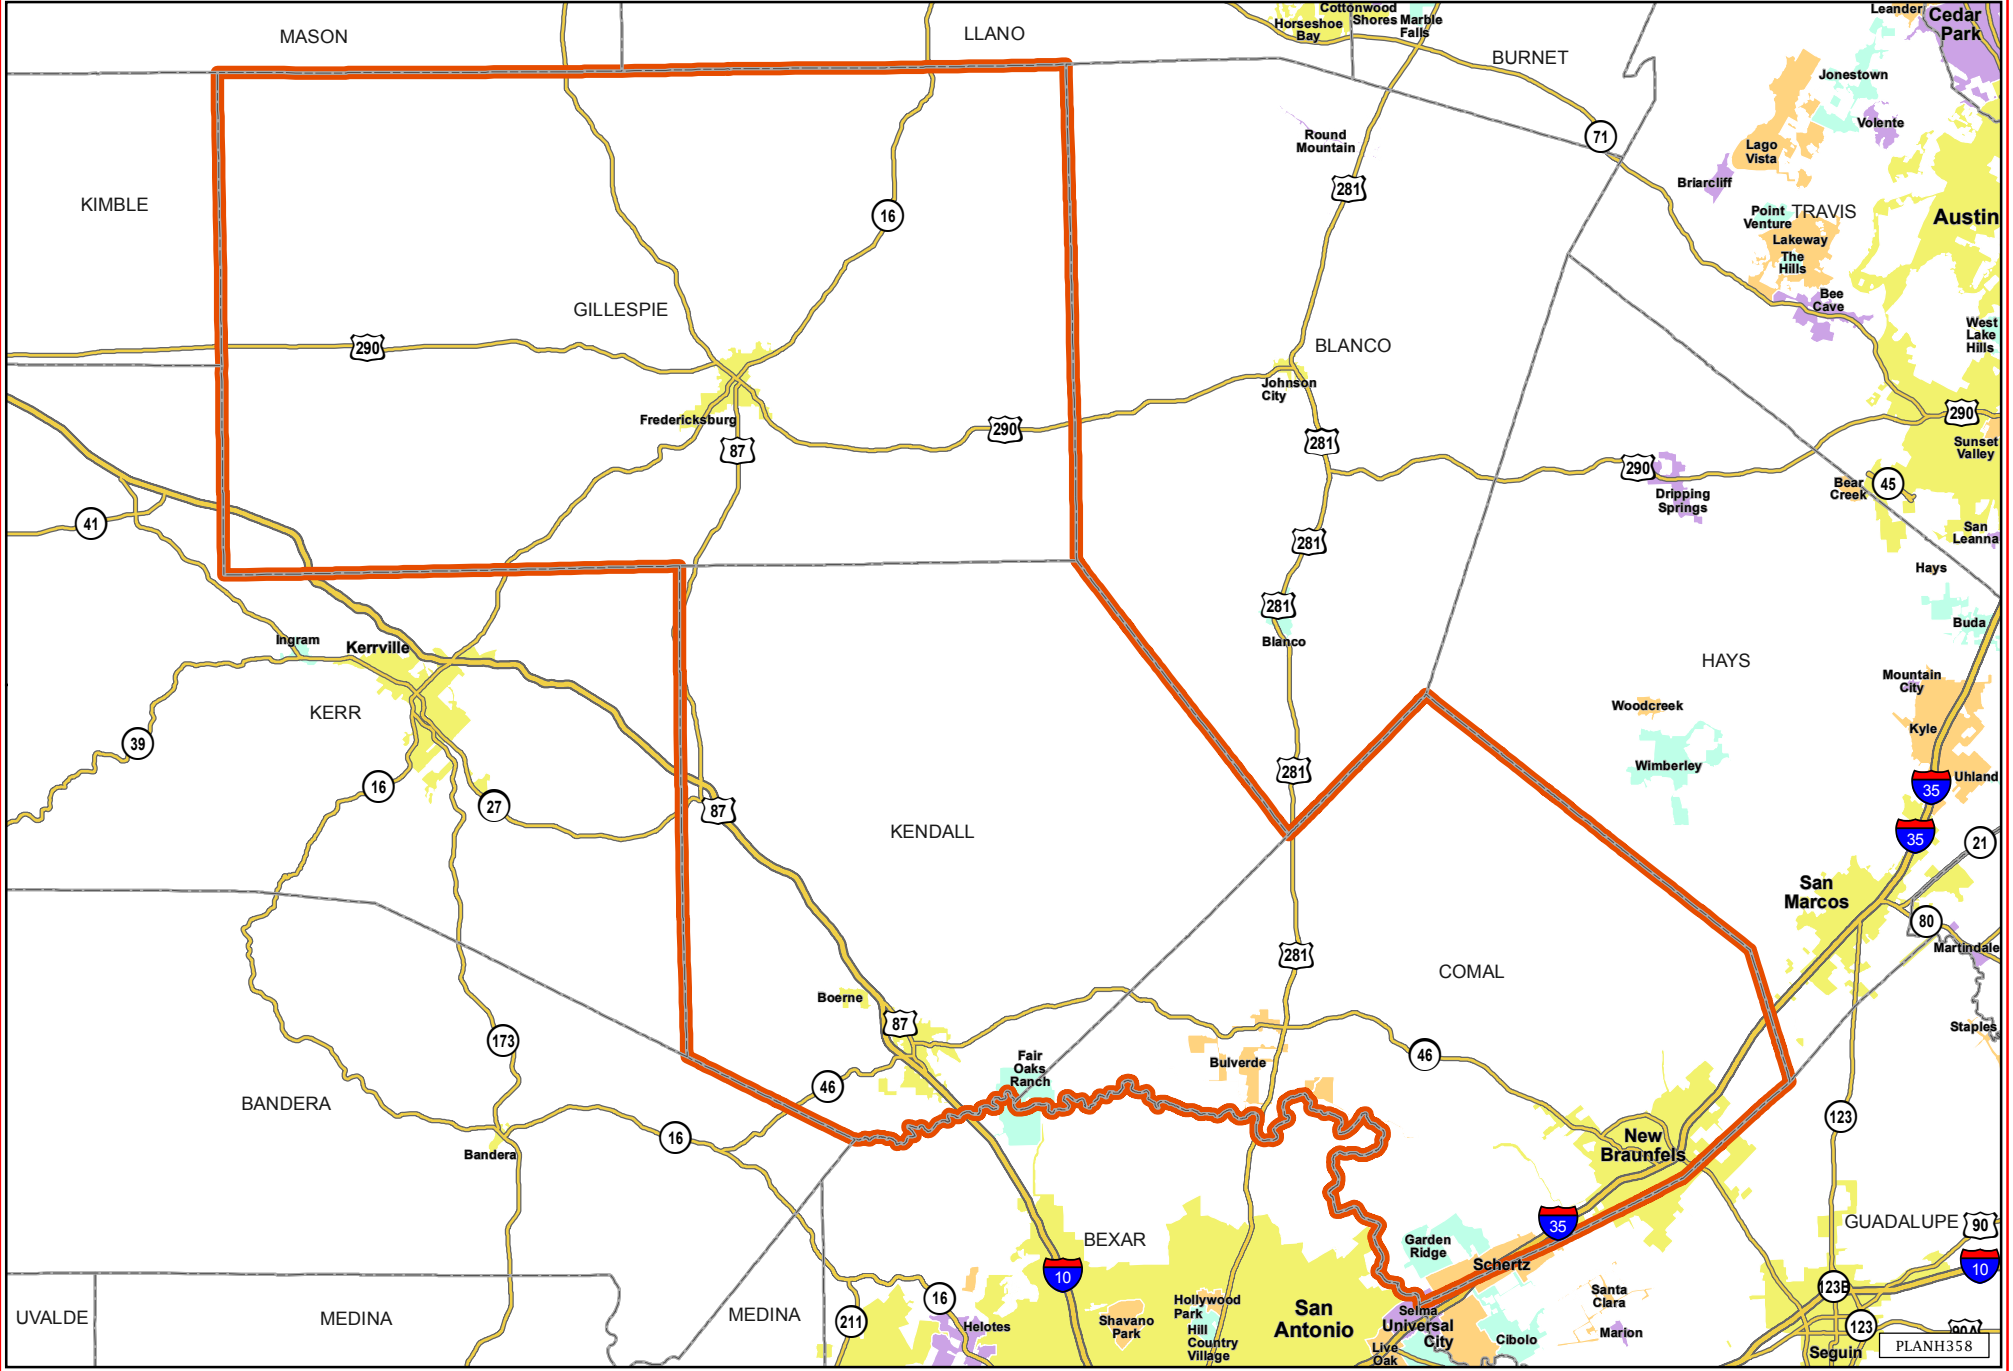 MASON
LLANO
BURNET
Cottonwood
Shores
Horseshoe
Bay
Marble
Falls
Leander
Cedar
Park
Jonestown
Volente
Lago
Vista
Briarcliff
71
Round
Mountain
281
KIMBLE
16
Point
Venture
TRAVIS
Lakeway
The
Hills
Austin
Bee
Cave
West
Lake
Hills
GILLESPIE
290
BLANCO
Johnson
City
Fredericksburg
87
290
281
290
290
Sunset
Valley
Dripping
Springs
Bear
Creek
45
San
Leanna
41
281
Hays
Buda
281
Blanco
Ingram
Kerrville
KERR
HAYS
Mountain
City
Kyle
Uhland
Woodcreek
Wimberley
39
16
27
87
281
35
35
21
KENDALL
San
Marcos
80
Martindale
Staples
281
COMAL
Boerne
87
173
Fair
Oaks
Ranch
Bulverde
46
46
BANDERA
16
Bandera
New
Braunfels
123
GUADALUPE
90
10
BEXAR
10
35
Garden
Ridge
Schertz
Santa
Clara
Marion
Selma
Universal
City
Cibolo
Live
Oak
San
Antonio
Hollywood
Park
Hill
Country
Village
Shavano
Park
16
Helotes
211
UVALDE
MEDINA
MEDINA
123B
123
90A
Seguin
PLANH358